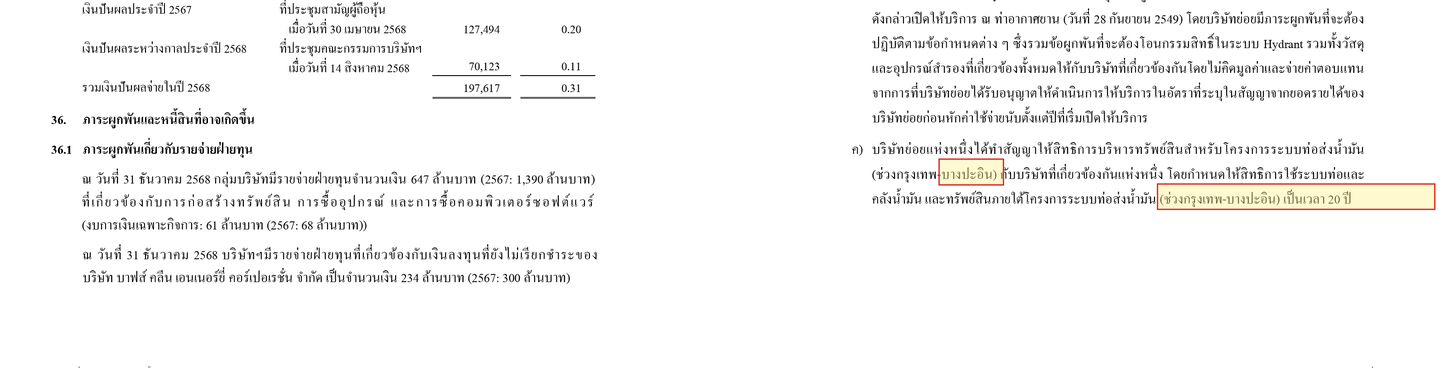 เงินปันผลประจำปี 2567 ที่ประชุมสามัญผู้ถือหุ้น
เมื่อวันที่ 30 เมษายน 2568 127,494 0.20
เงินปันผลระหว่างกาลประจำปี 2568 ที่ประชุมคณะกรรมการบริษัทฯ
เมื่อวันที่ 14 สิงหาคม 2568 70,123 0.11
รวมเงินปันผลจ่ายในปี 2568 197,617 0.31
36. ภาระผูกพันและหนี้สินที่อาจเกิดขึ้น
36.1 ภาระผูกพันเกี่ยวกับรายจ่ายฝ่ายทุน
ณ วันที่ 31 ธันวาคม 2568 กลุ่มบริษัทมีรายจ่ายฝ่ายทุนจำนวนเงิน 647 ล้านบาท (2567: 1,390 ล้านบาท)
ที่เกี่ยวข้องกับการก่อสร้างทรัพย์สิน การซื้ออุปกรณ์ และการซื้อคอมพิวเตอร์ซอฟต์แวร์
(งบการเงินเฉพาะกิจการ: 61 ล้านบาท (2567: 68 ล้านบาท))
ณ วันที่ 31 ธันวาคม 2568 บริษัทฯมีรายจ่ายฝ่ายทุนที่เกี่ยวข้องกับเงินลงทุนที่ยังไม่เรียกชำระของ
บริษัท บาฟส์ คลีน เอนเนอร์ยี่ คอร์เปอเรชั่น จำกัด เป็นจำนวนเงิน 234 ล้านบาท (2567: 300 ล้านบาท)
ดังกล่าวเปิดให้บริการ ณ ท่าอากาศยาน (วันที่ 28 กันยายน 2549) โดยบริษัทย่อยมีภาระผูกพันที่จะต้อง
ปฏิบัติตามข้อกำหนดต่าง ๆ ซึ่งรวมข้อผูกพันที่จะต้องโอนกรรมสิทธิ์ในระบบ Hydrant รวมทั้งวัสดุ
และอุปกรณ์สำรองที่เกี่ยวข้องทั้งหมดให้กับบริษัทที่เกี่ยวข้องกันโดยไม่คิดมูลค่าและจ่ายค่าตอบแทน
จากการที่บริษัทย่อยได้รับอนุญาตให้ดำเนินการให้บริการในอัตราที่ระบุในสัญญาจากยอดรายได้ของ
บริษัทย่อยก่อนหักค่าใช้จ่ายนับตั้งแต่ปีที่เริ่มเปิดให้บริการ
ค) บริษัทย่อยแห่งหนึ่งได้ทำสัญญาให้สิทธิการบริหารทรัพย์สินสำหรับโครงการระบบท่อส่งน้ำมัน
(ช่วงกรุงเทพ-บางปะอิน) กับบริษัทที่เกี่ยวข้องกันแห่งหนึ่ง โดยกำหนดให้สิทธิการใช้ระบบท่อและ
คลังน้ำมัน และทรัพย์สินภายใต้โครงการระบบท่อส่งน้ำมัน (ช่วงกรุงเทพ-บางปะอิน) เป็นเวลา 20 ปี